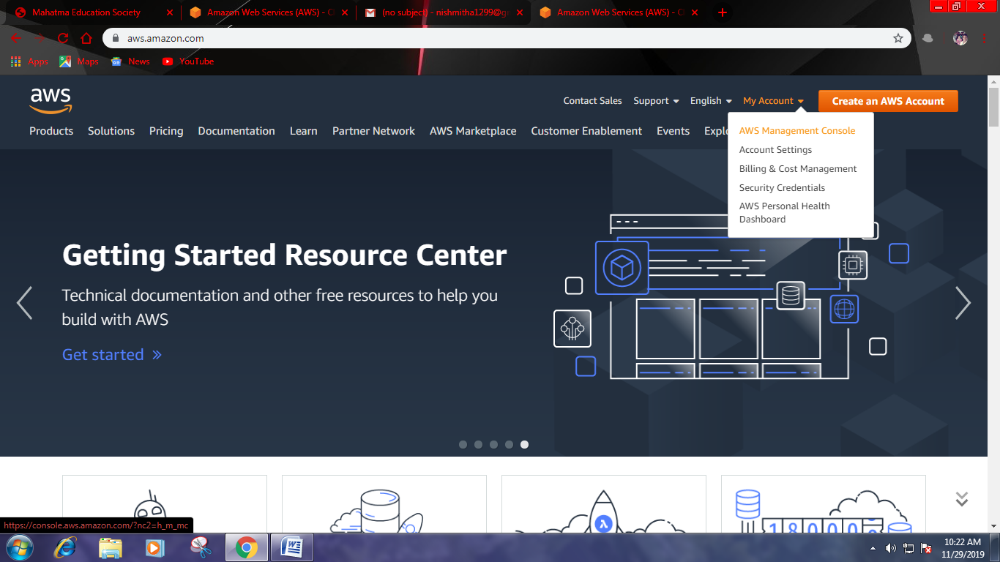 Mahatma Education Society
Amazon Web Services (AWS) - C
(no subject) - nishmitha1299@g
Amazon Web Services (AWS) - C
aws.amazon.com
Apps Maps News YouTube
aws
Contact Sales Support English My Account Create an AWS Account
Products Solutions Pricing Documentation Learn Partner Network AWS Marketplace Customer Enablement Events Explo
AWS Management Console
Account Settings
Billing & Cost Management
Security Credentials
AWS Personal Health
Dashboard
Getting Started Resource Center
Technical documentation and other free resources to help you
build with AWS
Get started »
18000
https://console.aws.amazon.com/?nc2=h_m_mc
10:22 AM
11/29/2019